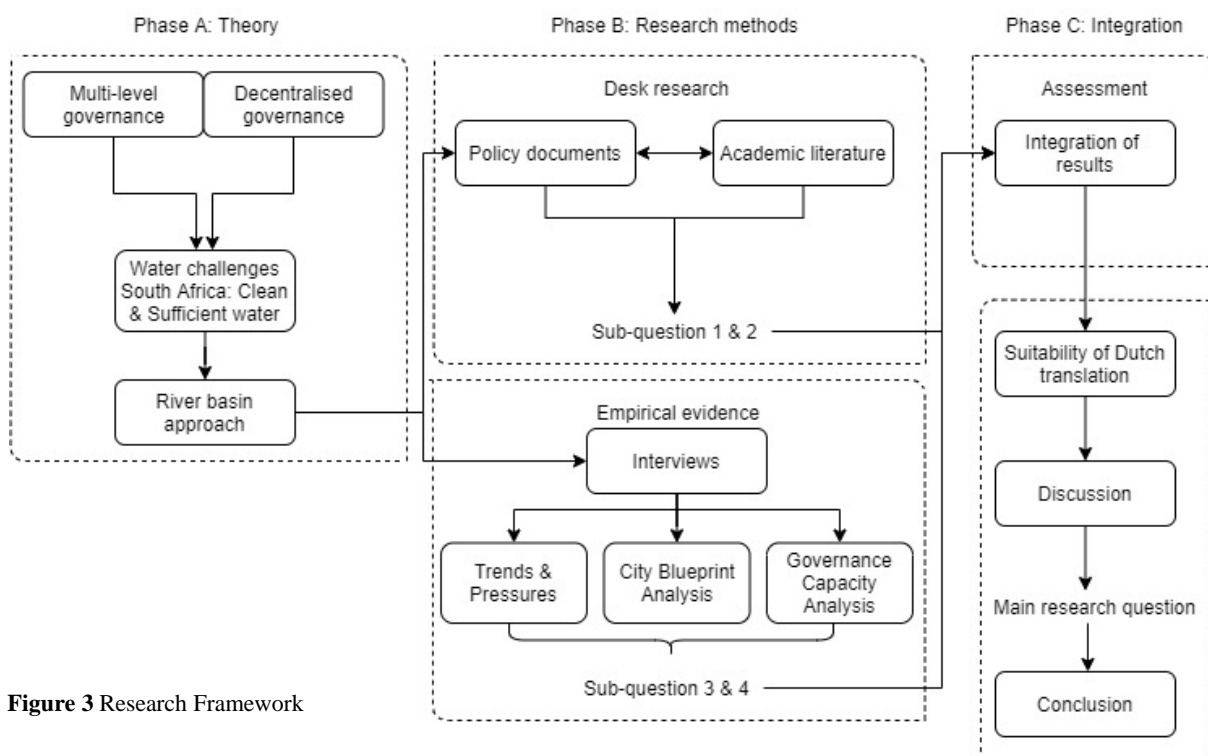 Phase A: Theory
Multi-level
governance
Decentralised
governance
Water challenges
South Africa: Clean
& Sufficient water
River basin
approach
Phase B: Research methods
Desk research
Policy documents
Academic literature
Sub-question 1 & 2
Empirical evidence
Interviews
Trends &
Pressures
City Blueprint
Analysis
Governance
Capacity
Analysis
Sub-question 3 & 4
Phase C: Integration
Assessment
Integration of
results
Suitability of Dutch
translation
Discussion
Main research question
Conclusion
Figure 3 Research Framework